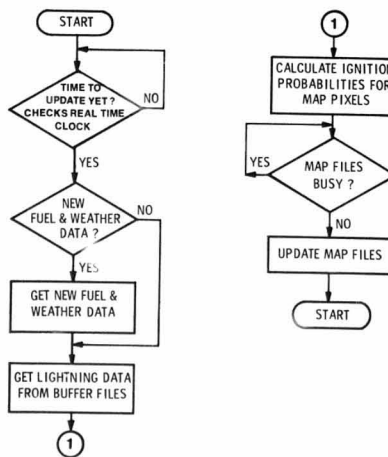 START
TIME TO
UPDATE YET?
CHECKS REAL TIME
CLOCK
NO
YES
NEW
FUEL & WEATHER
DATA ?
NO
YES
GET NEW FUEL &
WEATHER DATA
GET LIGHTNING DATA
FROM BUFFER FILES
1
1
CALCULATE IGNITION
PROBABILITIES FOR
MAP PIXELS
YES
MAP FILES
BUSY ?
NO
UPDATE MAP FILES
START